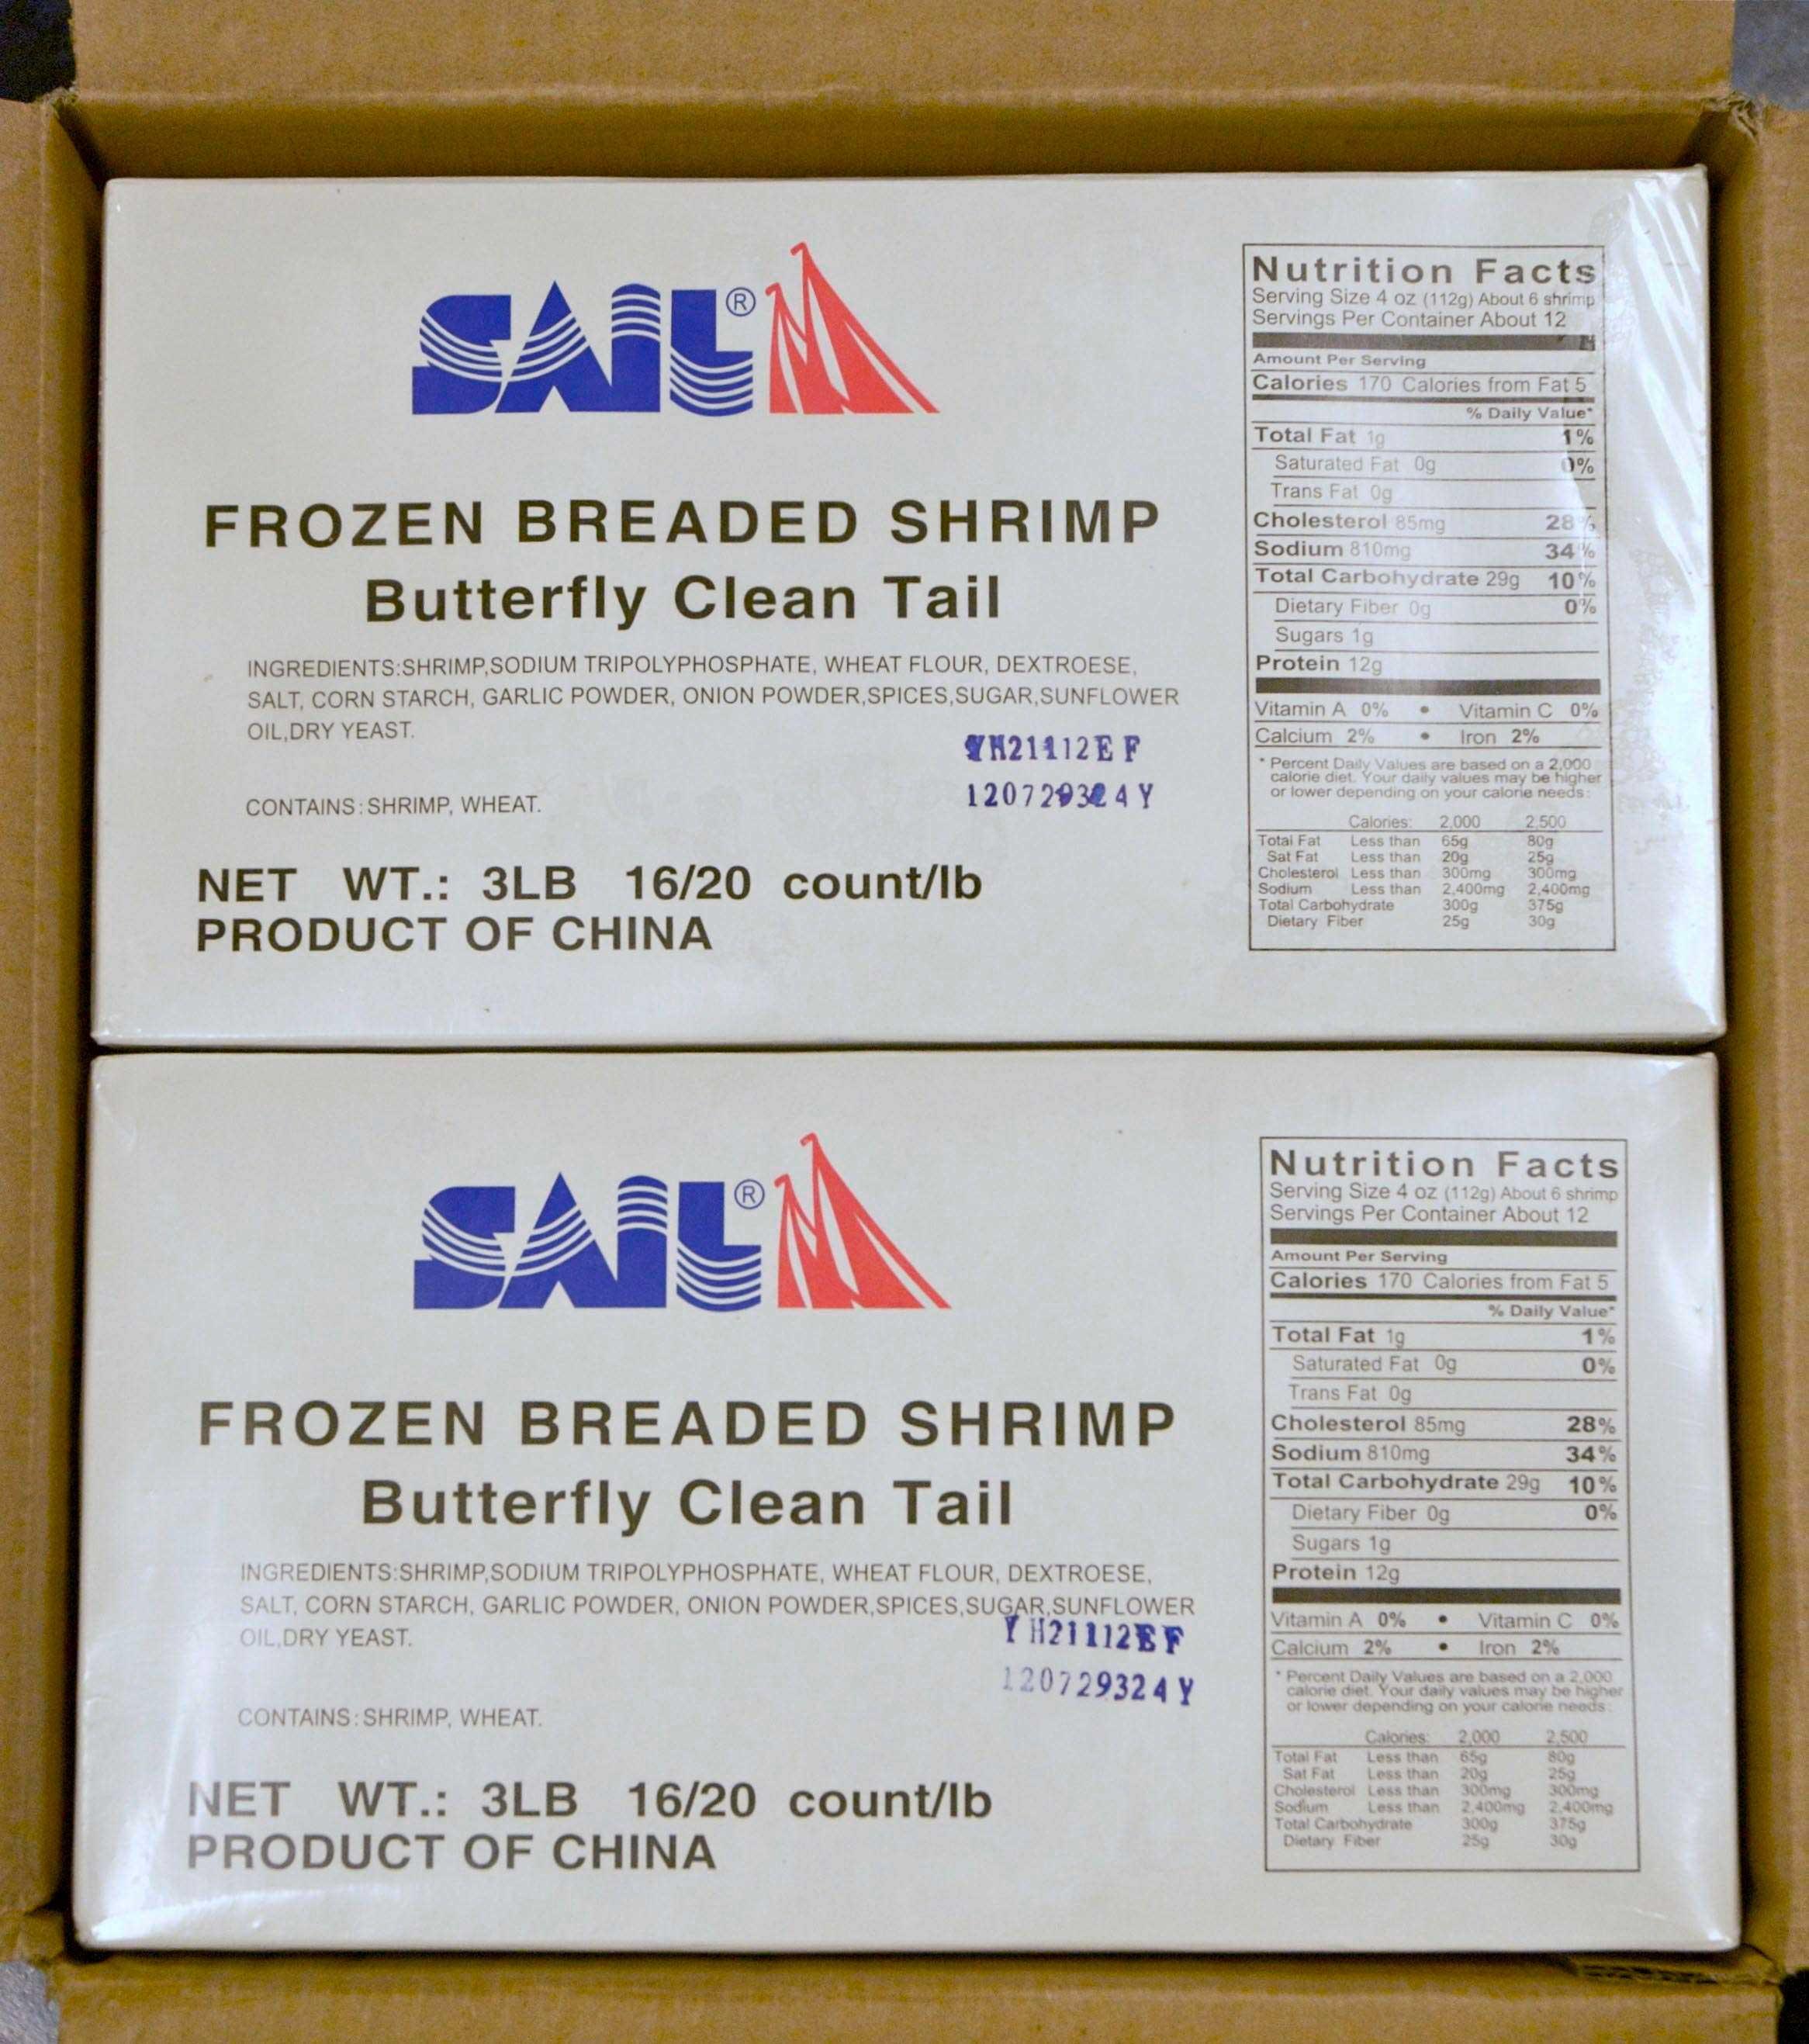 SAIL®
FROZEN BREADED SHRIMP
Butterfly Clean Tail
INGREDIENTS:SHRIMP,SODIUM TRIPOLYPHOSPHATE, WHEAT FLOUR, DEXTROESE,
SALT, CORN STARCH, GARLIC POWDER, ONION POWDER,SPICES,SUGAR,SUNFLOWER
OIL,DRY YEAST.
YH21112EF
120729324Y
CONTAINS: SHRIMP, WHEAT.
NET WT.: 3LB 16/20 count/lb
PRODUCT OF CHINA
Nutrition Facts
Serving Size 4 oz (112g) About 6 shrimp
Servings Per Container About 12
Amount Per Serving
Calories 170 Calories from Fat 5
% Daily Value*
Total Fat 1g 1%
Saturated Fat 0g 0%
Trans Fat 0g
Cholesterol 85mg 28%
Sodium 810mg 34%
Total Carbohydrate 29g 10%
Dietary Fiber 0g 0%
Sugars 1g
Protein 12g
Vitamin A 0% • Vitamin C 0%
Calcium 2% • Iron 2%
* Percent Daily Values are based on a 2,000
calorie diet. Your daily values may be higher
or lower depending on your calorie needs:
Calories: 2,000 2,500
Total Fat Less than 65g 80g
Sat Fat Less than 20g 25g
Cholesterol Less than 300mg 300mg
Sodium Less than 2,400mg 2,400mg
Total Carbohydrate 300g 375g
Dietary Fiber 25g 30g
SAIL®
FROZEN BREADED SHRIMP
Butterfly Clean Tail
INGREDIENTS:SHRIMP,SODIUM TRIPOLYPHOSPHATE, WHEAT FLOUR, DEXTROESE,
SALT, CORN STARCH, GARLIC POWDER, ONION POWDER,SPICES,SUGAR,SUNFLOWER
OIL,DRY YEAST.
YH21112EF
120729324Y
CONTAINS: SHRIMP, WHEAT.
NET WT.: 3LB 16/20 count/lb
PRODUCT OF CHINA
Nutrition Facts
Serving Size 4 oz (112g) About 6 shrimp
Servings Per Container About 12
Amount Per Serving
Calories 170 Calories from Fat 5
% Daily Value*
Total Fat 1g 1%
Saturated Fat 0g 0%
Trans Fat 0g
Cholesterol 85mg 28%
Sodium 810mg 34%
Total Carbohydrate 29g 10%
Dietary Fiber 0g 0%
Sugars 1g
Protein 12g
Vitamin A 0% • Vitamin C 0%
Calcium 2% • Iron 2%
* Percent Daily Values are based on a 2,000
calorie diet. Your daily values may be higher
or lower depending on your calorie needs:
Calories: 2,000 2,500
Total Fat Less than 65g 80g
Sat Fat Less than 20g 25g
Cholesterol Less than 300mg 300mg
Sodium Less than 2,400mg 2,400mg
Total Carbohydrate 300g 375g
Dietary Fiber 25g 30g